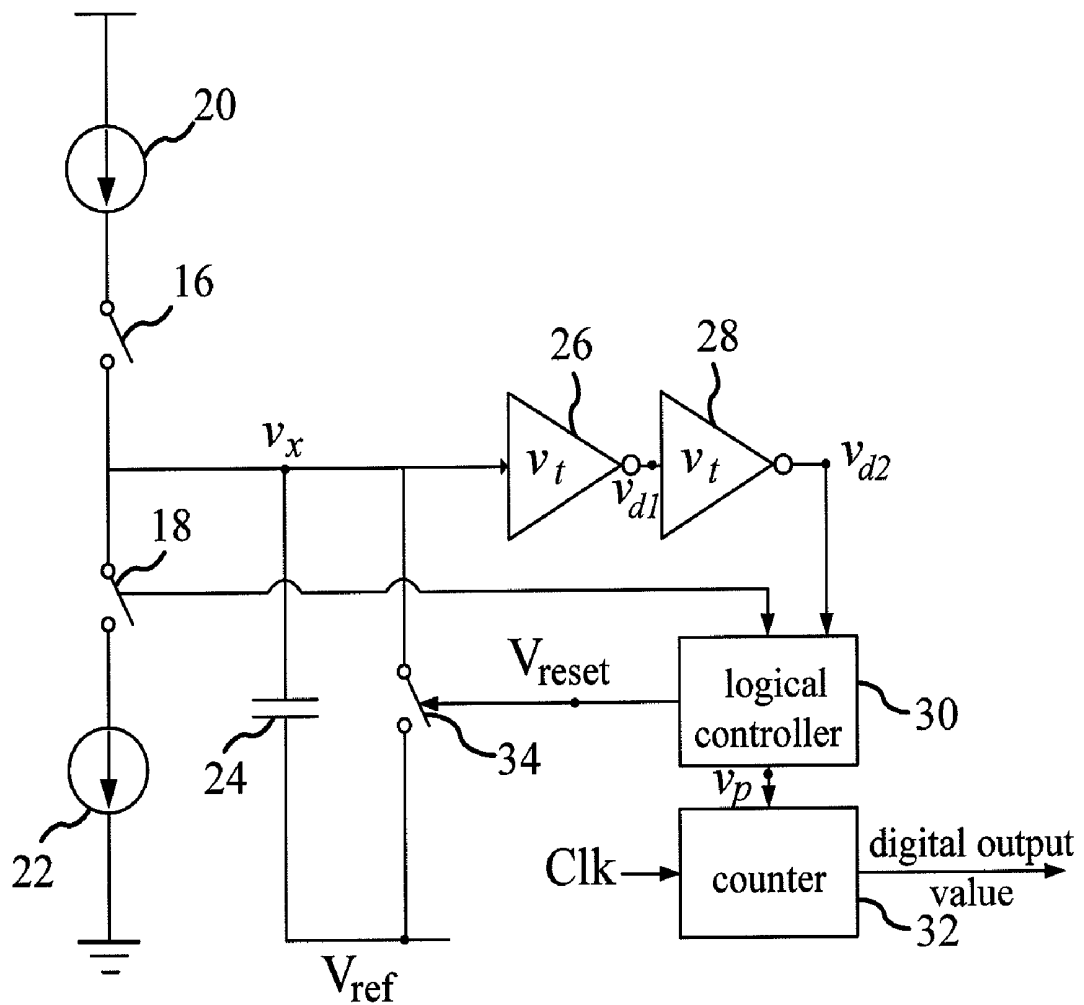 20
16
26
28
v_x
v_t
v_d1
v_t
v_d2
18
V_reset
logical
controller
30
24
34
v_p
22
Clk
counter
digital output
value
32
V_ref